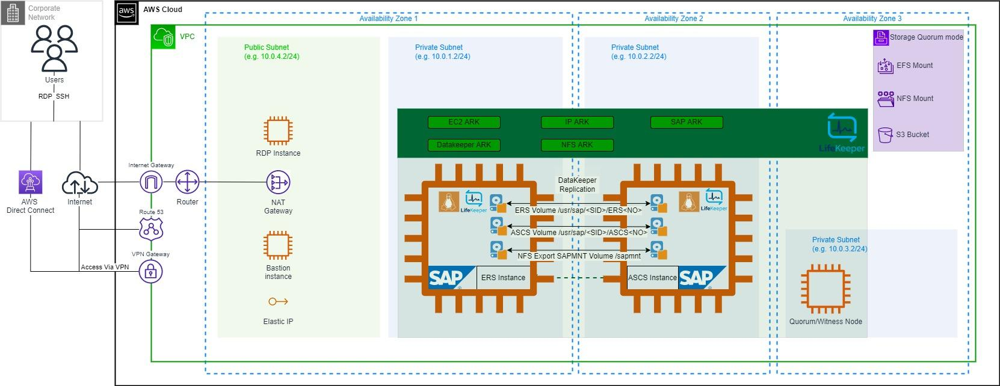 Corporate
Network
Users
RDP SSH
AWS
Direct Connect
Internet
Access Via VPN
aws
AWS Cloud
VPC
Internet Gateway
Router
Route 53
VPN Gateway
Availability Zone 1
Availability Zone 2
Availability Zone 3
Public Subnet
(e.g. 10.0.4.2/24)
RDP Instance
NAT
Gateway
Bastion
instance
Elastic IP
Private Subnet
(e.g. 10.0.1.2/24)
Private Subnet
(e.g. 10.0.2.2/24)
EC2 ARK
IP ARK
SAP ARK
Datakeeper ARK
NFS ARK
LifeKeeper
DataKeeper
Replication
LifeKeeper
LifeKeeper
ERS Volume /usr/sap/<SID>/ERS<NO>
ASCS Volume /usr/sap/<SID>/ASCS<NO>
NFS Export SAPMNT Volume /sapmnt
SAP
®
ERS Instance
ASCS Instance
SAP
®
Storage Quorum mode
EFS Mount
NFS Mount
S3 Bucket
Private Subnet
(e.g. 10.0.3.2/24)
Quorum/Witness Node